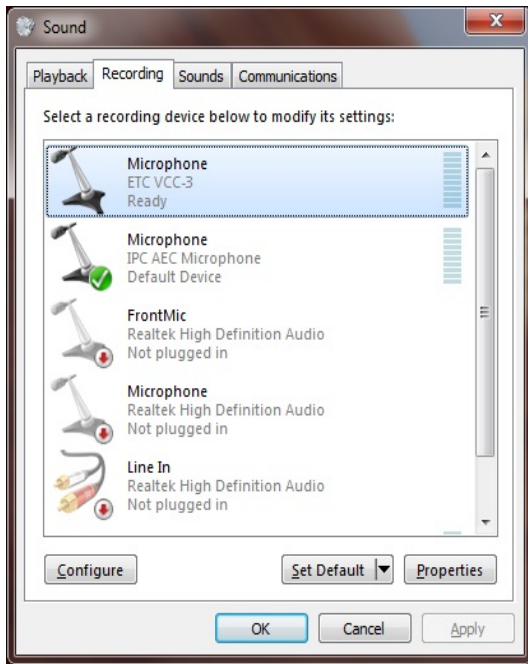 Sound
Playback Recording Sounds Communications
Select a recording device below to modify its settings:
Microphone
ETC VCC-3
Ready
Microphone
IPC AEC Microphone
Default Device
FrontMic
Realtek High Definition Audio
Not plugged in
Microphone
Realtek High Definition Audio
Not plugged in
Line In
Realtek High Definition Audio
Not plugged in
Configure Set Default Properties
OK Cancel Apply